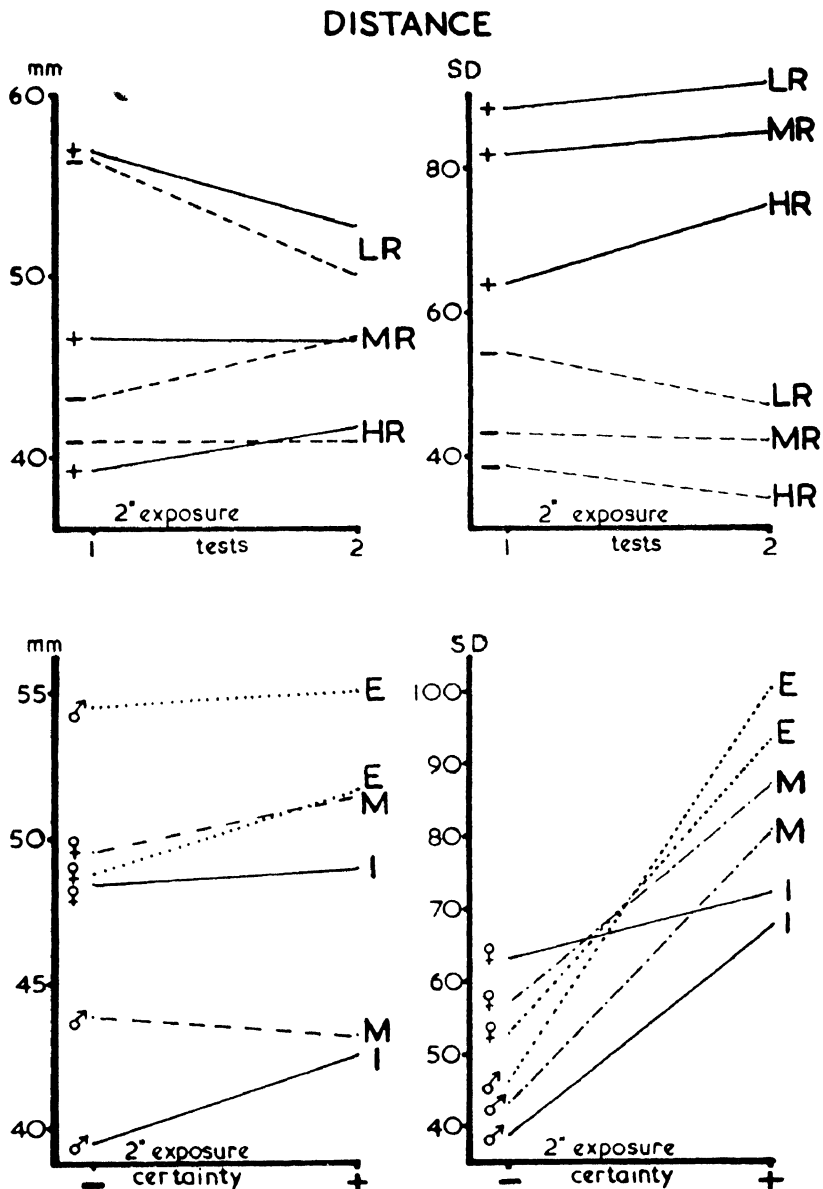 DISTANCE
mm
60
50
40
+
−
+
−
−
+
LR
MR
HR
2" exposure
1 tests 2
SD
80
60
40
+
+
+
−
−
−
LR
MR
HR
LR
MR
HR
2" exposure
1 tests 2
mm
55
50
45
40
♂
♀
♀
♀
♂
♂
E
E
M
I
M
I
2" exposure
− certainty +
SD
100
90
80
70
60
50
40
♀
♀
♀
♂
♂
♂
E
E
M
M
I
I
2" exposure
− certainty +